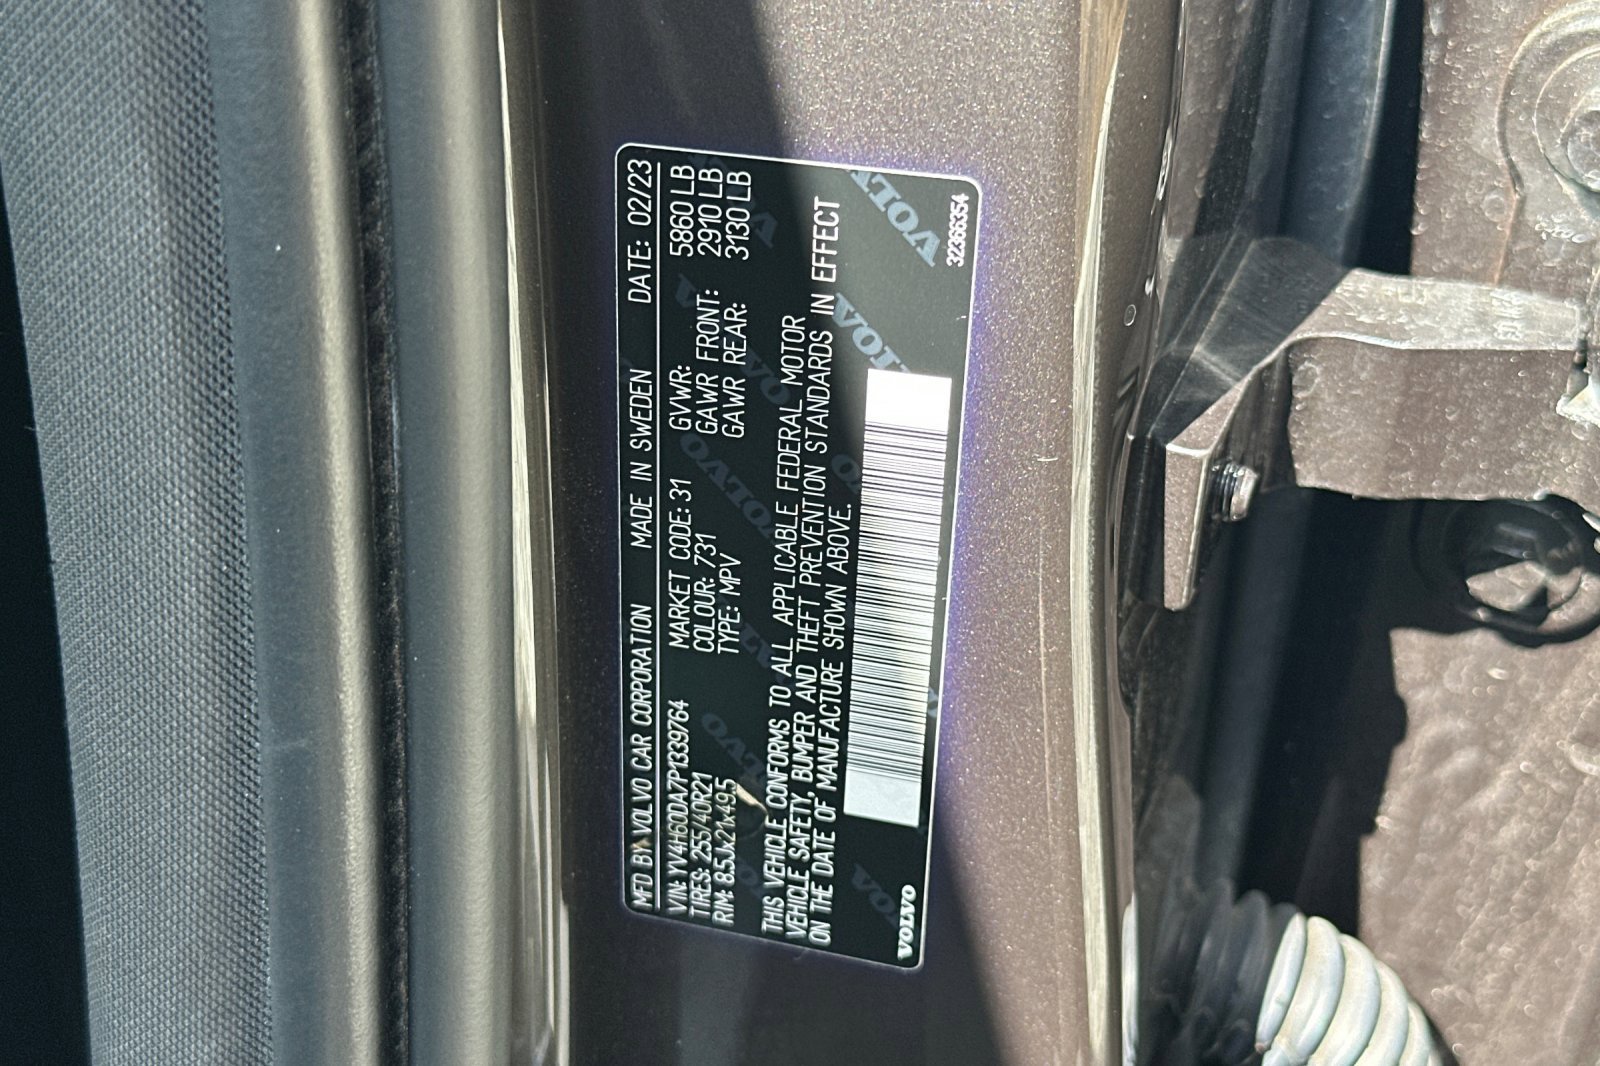 MFD BY VOLVO CAR CORPORATION MADE IN SWEDEN DATE: 02/23
VIN: YV4H60DA7P1339764 MARKET CODE: 31 GVWR: 5860 LB
TIRES: 255/40R21 COLOUR: 731 GAWR FRONT: 2910 LB
RIM: 8.5Jx21x49.5 TYPE: MPV GAWR REAR: 3130 LB
THIS VEHICLE CONFORMS TO ALL APPLICABLE FEDERAL MOTOR
VEHICLE SAFETY, BUMPER AND THEFT PREVENTION STANDARDS IN EFFECT
ON THE DATE OF MANUFACTURE SHOWN ABOVE.
VOLVO
32366354